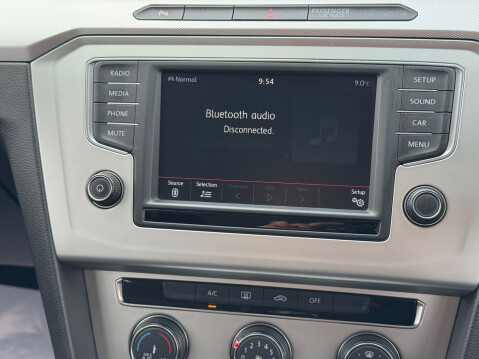 PASSENGER
AIR BAG
RADIO
MEDIA
PHONE
MUTE
Normal 9:54 9.0°C
Bluetooth audio
Disconnected.
Source Selection Setup
SETUP
SOUND
CAR
MENU
A/C OFF